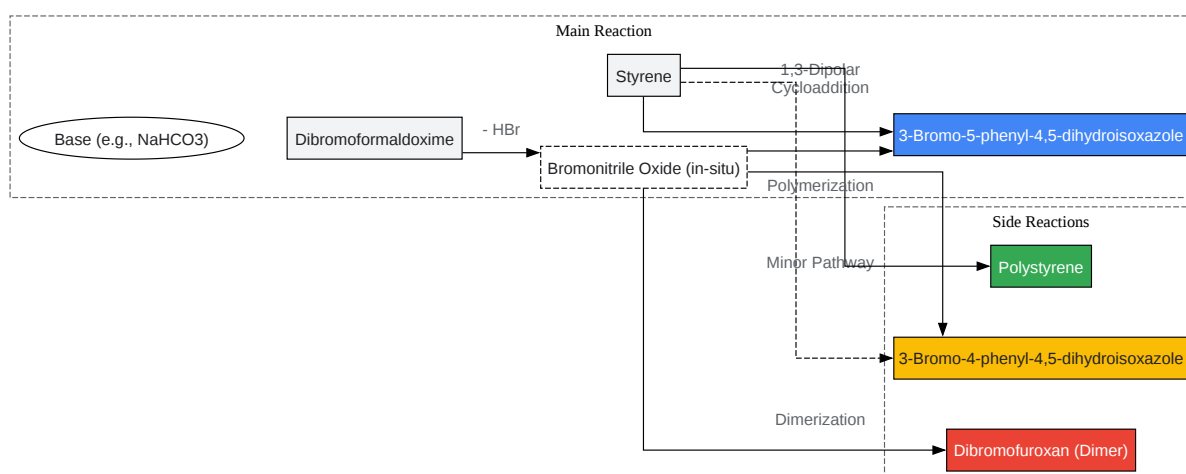 Main Reaction
Styrene
1,3-Dipolar
Cycloaddition
Base (e.g., NaHCO3)
Dibromoformaldoxime
- HBr
Bromonitrile Oxide (in-situ)
3-Bromo-5-phenyl-4,5-dihydroisoxazole
Polymerization
Side Reactions
Minor Pathway
Polystyrene
3-Bromo-4-phenyl-4,5-dihydroisoxazole
Dimerization
Dibromofuroxan (Dimer)